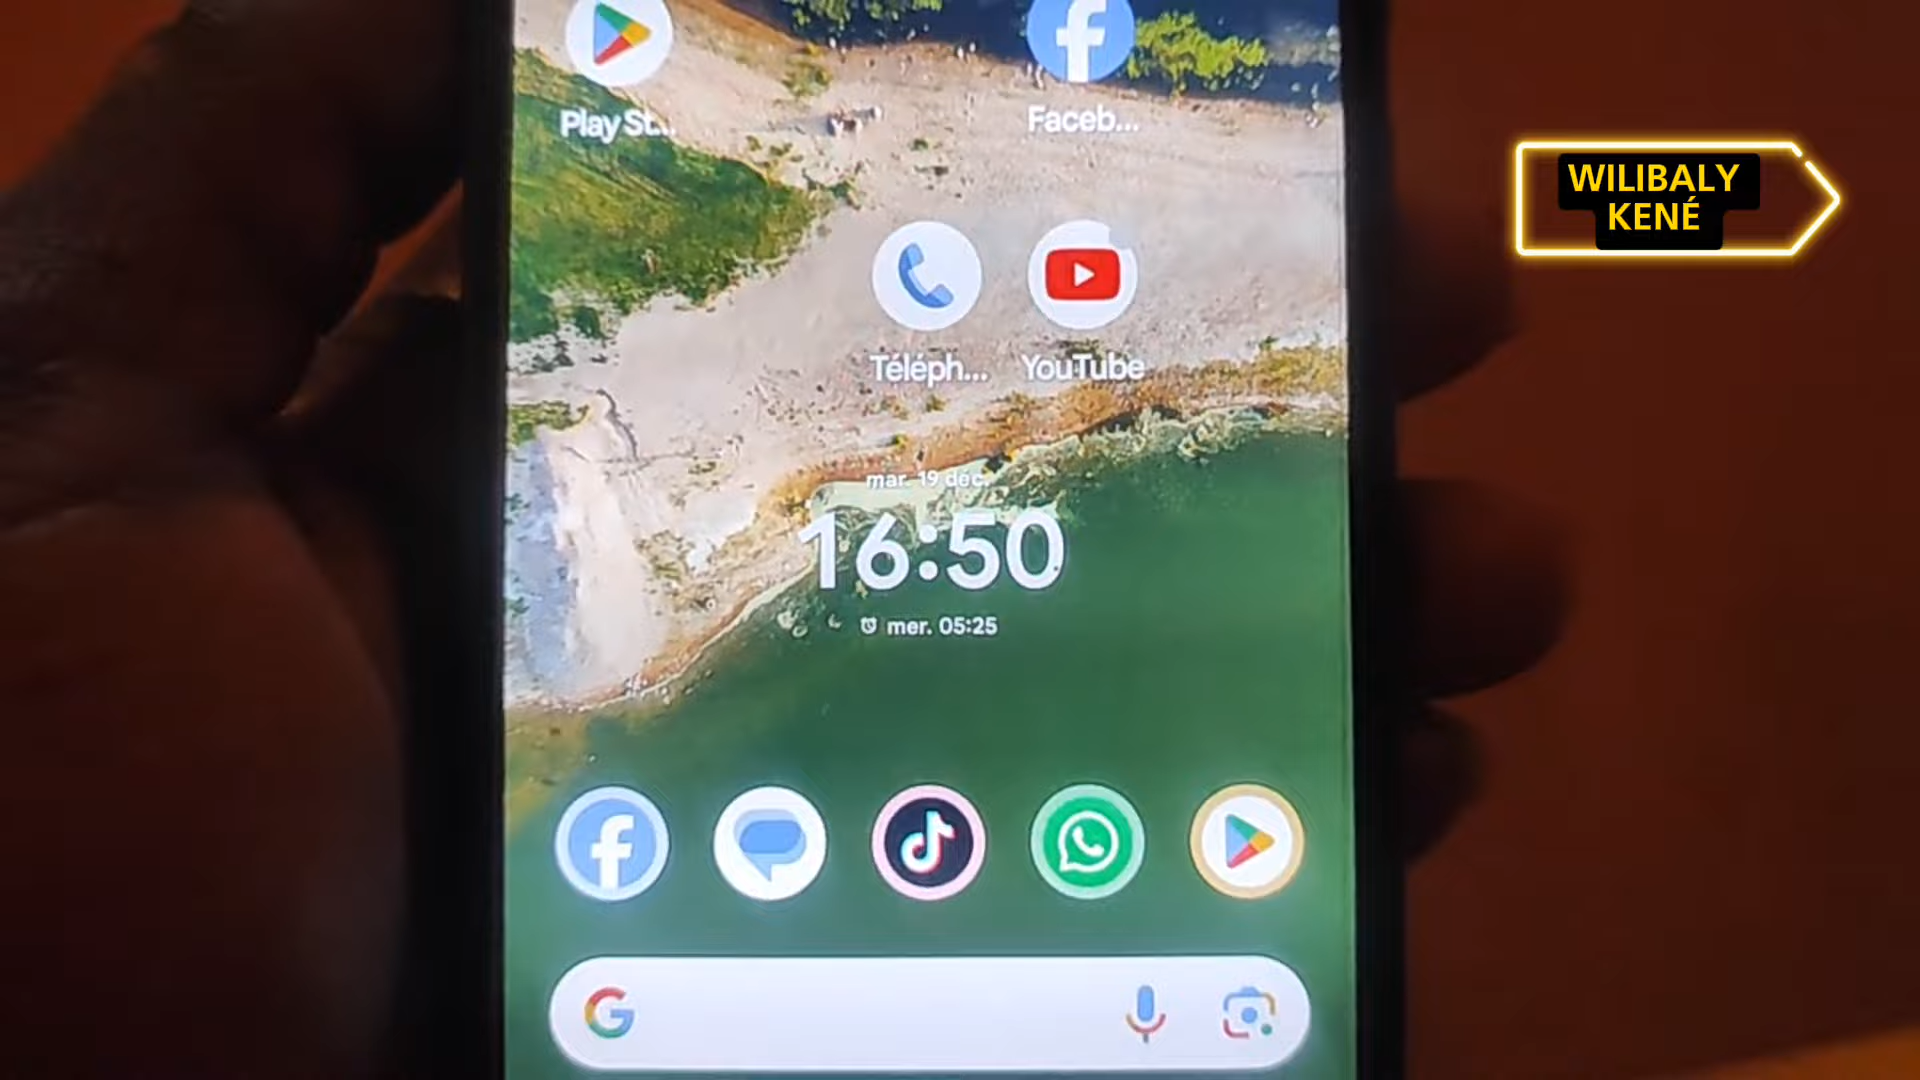 Play St...
Faceb...
WILIBALY
KENÉ
Téléph...
YouTube
mar. 19 déc.
16:50
mer. 05:25